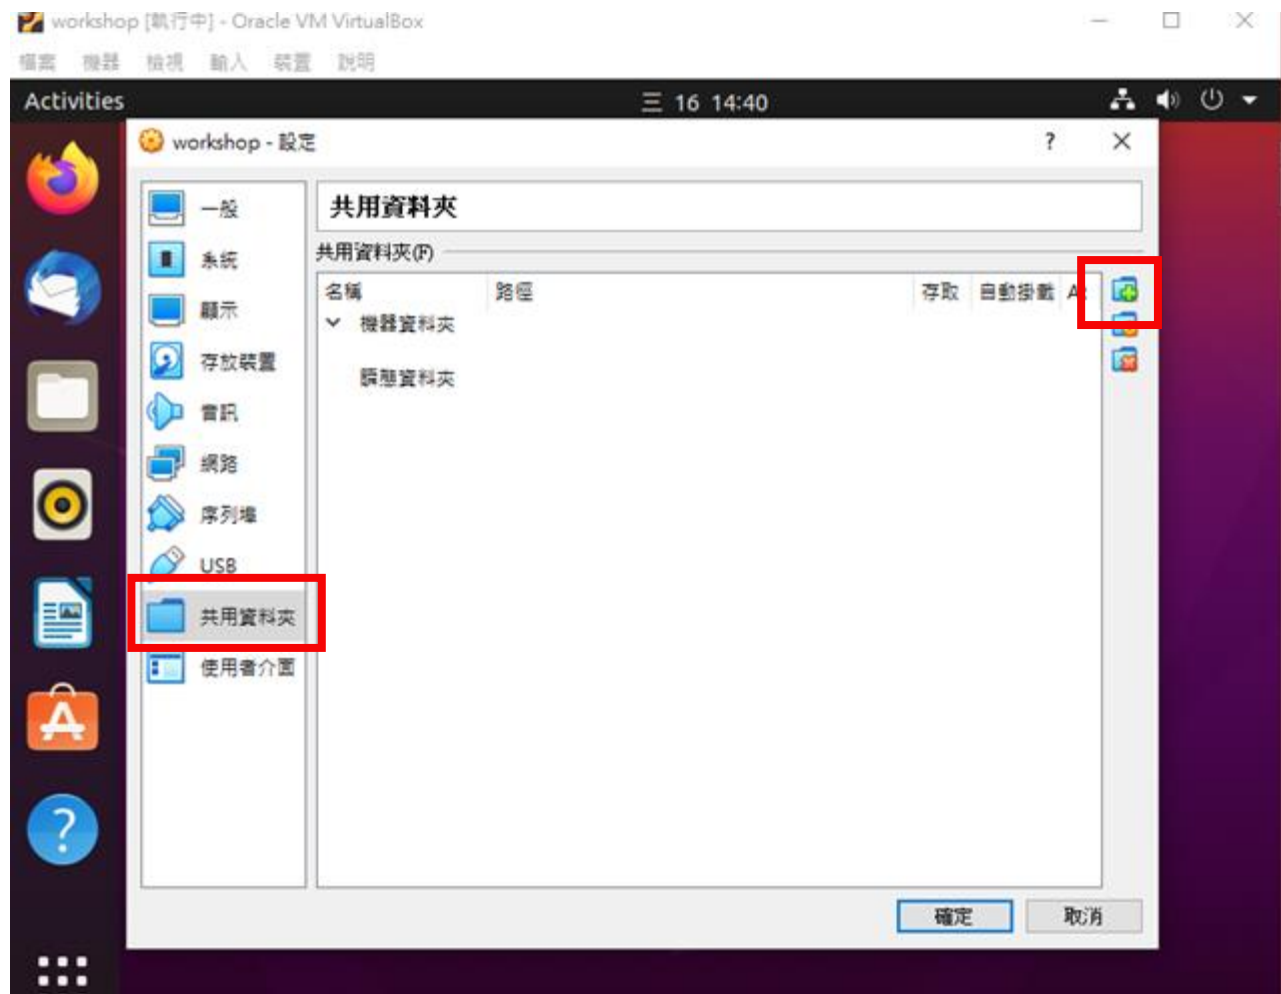 workshop [執行中] - Oracle VM VirtualBox
檔案 機器 檢視 輸入 裝置 說明
Activities 三 16 14:40
workshop - 設定 ?
一般
系統
顯示
存放裝置
音訊
網路
序列埠
USB
共用資料夾
使用者介面
共用資料夾
共用資料夾(F)
名稱 路徑 存取 自動掛載
機器資料夾
瞬態資料夾
確定 取消